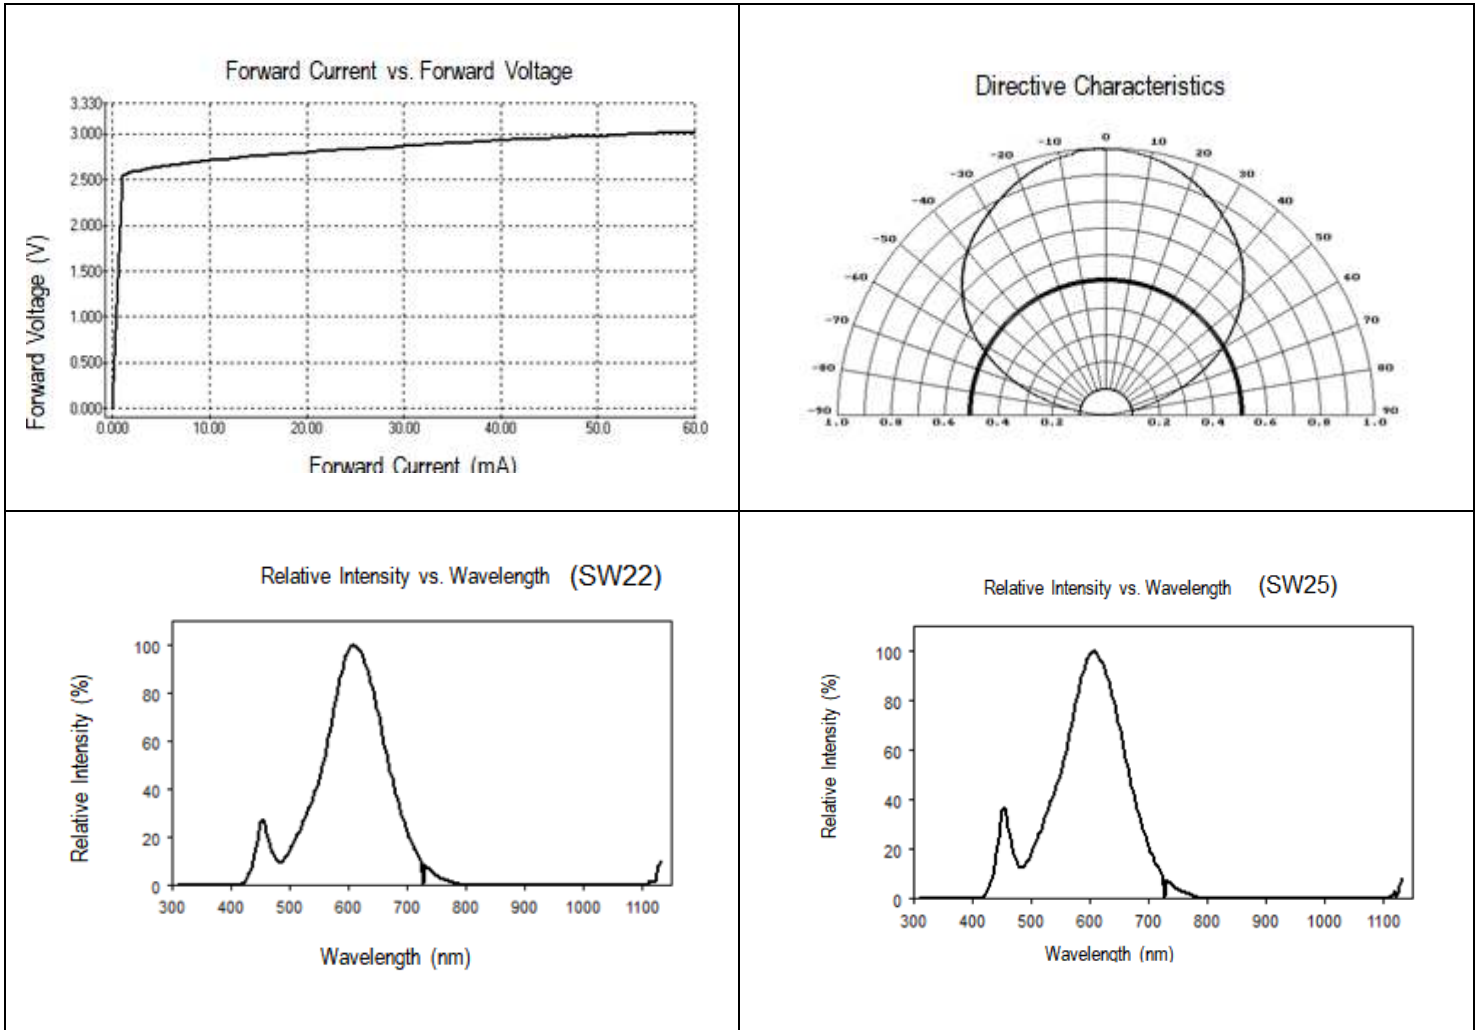 Forward Current vs. Forward Voltage
3.330
3.000
2.500
2.000
1.500
1.000
0.500
0.000
0.000 10.00 20.00 30.00 40.00 50.0 60.0
Forward Voltage (V)
Forward Current (mA)
Directive Characteristics
-90 -80 -70 -60 -50 -40 -30 -20 -10 0 10 20 30 40 50 60 70 80 90
1.0 0.8 0.6 0.4 0.2 0.2 0.4 0.6 0.8 1.0
Relative Intensity vs. Wavelength (SW22)
100
80
60
40
20
0
300 400 500 600 700 800 900 1000 1100
Relative Intensity (%)
Wavelength (nm)
Relative Intensity vs. Wavelength (SW25)
100
80
60
40
20
0
300 400 500 600 700 800 900 1000 1100
Relative Intensity (%)
Wavelength (nm)